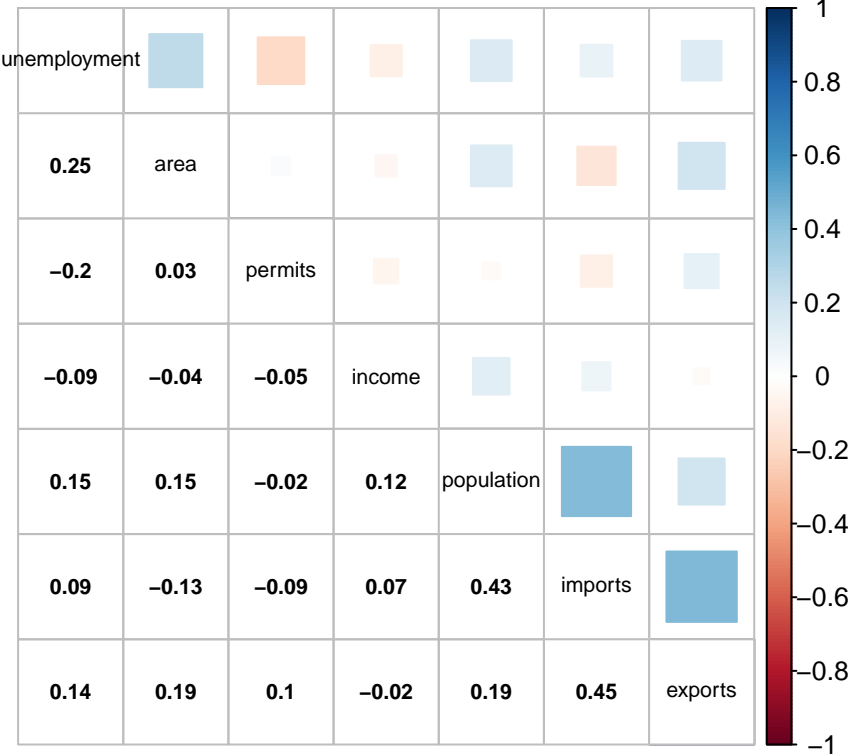 unemployment
0.25 area
−0.2 0.03 permits
−0.09 −0.04 −0.05 income
0.15 0.15 −0.02 0.12 population
0.09 −0.13 −0.09 0.07 0.43 imports
0.14 0.19 0.1 −0.02 0.19 0.45 exports
1
0.8
0.6
0.4
0.2
0
−0.2
−0.4
−0.6
−0.8
−1